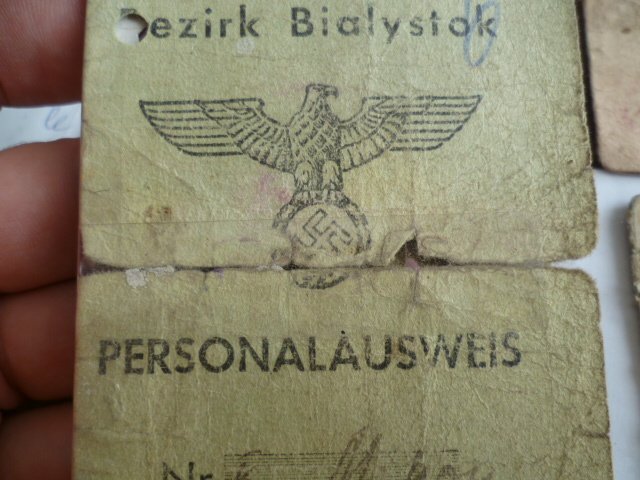 Bezirk Bialystok
PERSONALAUSWEIS
Nr.